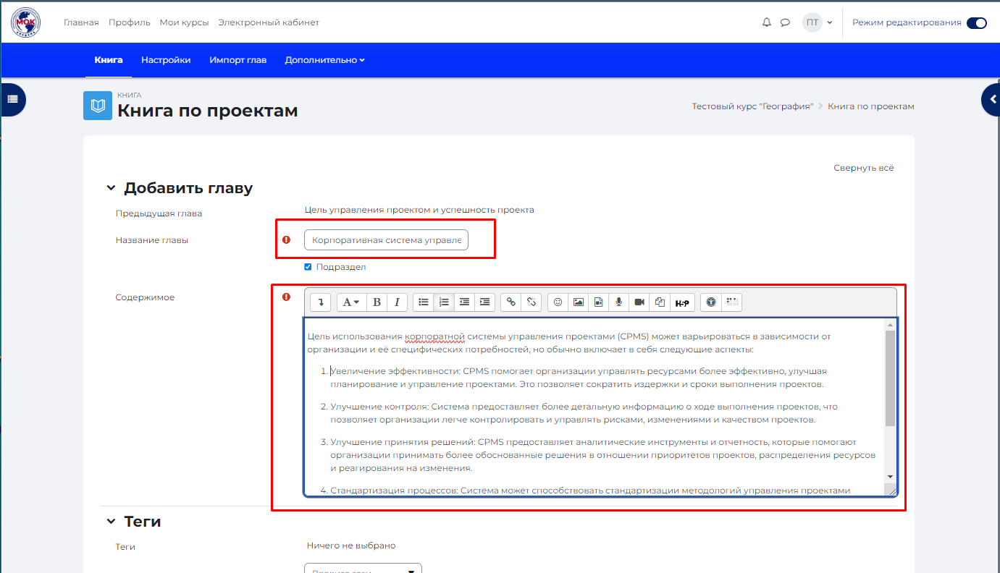 МОК
Главная Профиль Мои курсы Электронный кабинет
ПТ
Режим редактирования
Книга Настройки Импорт глав Дополнительно
КНИГА
Книга по проектам
Тестовый курс "География" Книга по проектам
Свернуть всё
Добавить главу
Предыдущая глава
Цель управления проектом и успешность проекта
Название главы
Корпоративная система управле
Подраздел
Содержимое
A B I H5P
Цель использования корпоратной системы управления проектами (CPMS) может варьироваться в зависимости от
организации и её специфических потребностей, но обычно включает в себя следующие аспекты:
1. Увеличение эффективности: CPMS помогает организации управлять ресурсами более эффективно, улучшая
планирование и управление проектами. Это позволяет сократить издержки и сроки выполнения проектов.
2. Улучшение контроля: Система предоставляет более детальную информацию о ходе выполнения проектов, что
позволяет организации легче контролировать и управлять рисками, изменениями и качеством проектов.
3. Улучшение принятия решений: CPMS предоставляет аналитические инструменты и отчетность, которые помогают
организации принимать более обоснованные решения в отношении приоритетов проектов, распределения ресурсов
и реагирования на изменения.
4. Стандартизация процессов: Система может способствовать стандартизации методологий управления проектами
Теги
Теги
Ничего не выбрано
Введите теги...